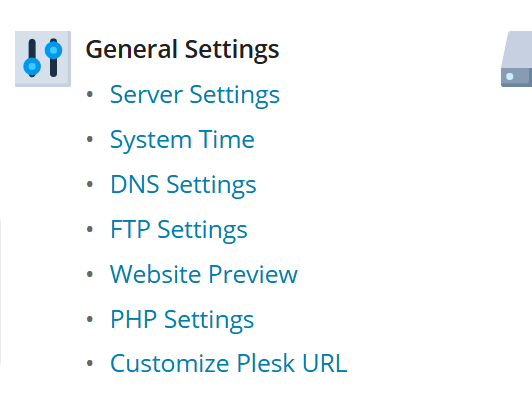 General Settings
• Server Settings
• System Time
• DNS Settings
• FTP Settings
• Website Preview
• PHP Settings
• Customize Plesk URL